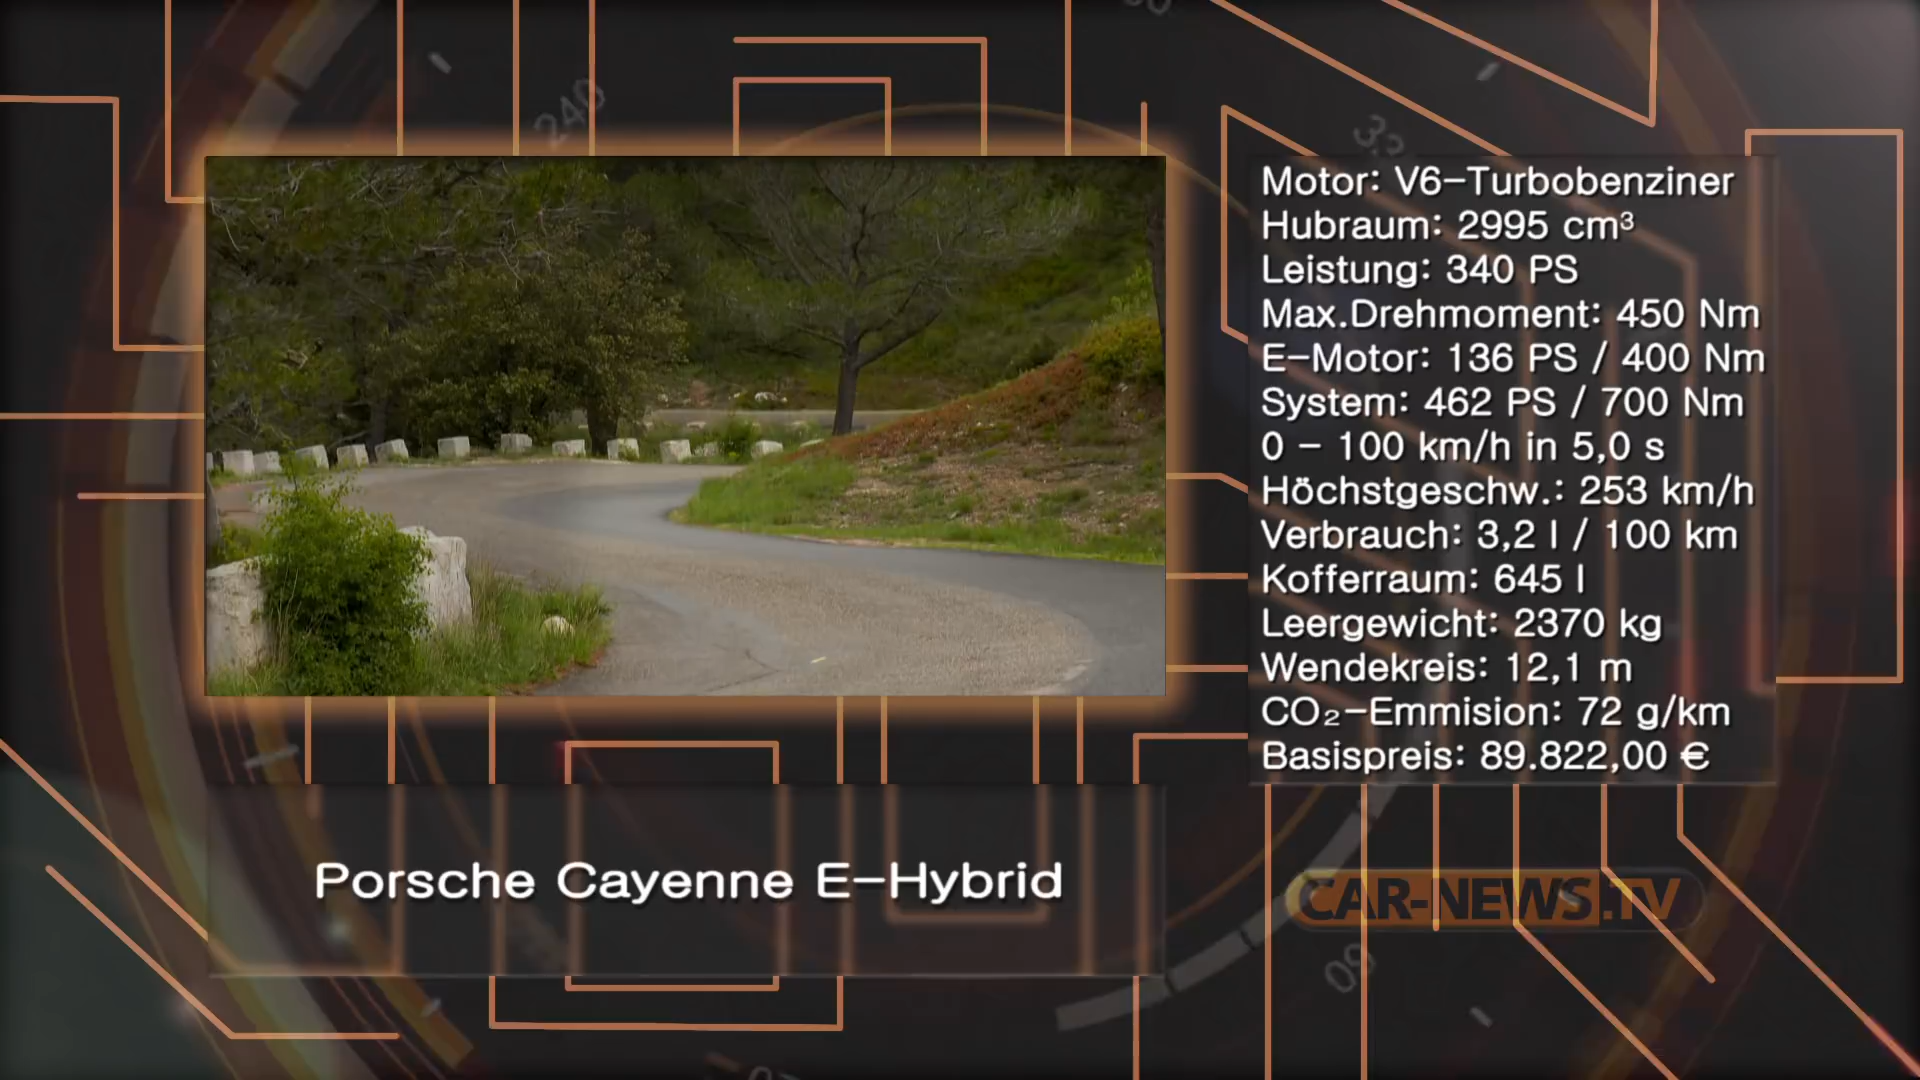 240
33
Motor: V6-Turbobenziner
Hubraum: 2995 cm³
Leistung: 340 PS
Max.Drehmoment: 450 Nm
E-Motor: 136 PS / 400 Nm
System: 462 PS / 700 Nm
0 - 100 km/h in 5,0 s
Höchstgeschw.: 253 km/h
Verbrauch: 3,2 l / 100 km
Kofferraum: 645 l
Leergewicht: 2370 kg
Wendekreis: 12,1 m
CO₂-Emmision: 72 g/km
Basispreis: 89.822,00 €
Porsche Cayenne E-Hybrid
CAR-NEWS.TV